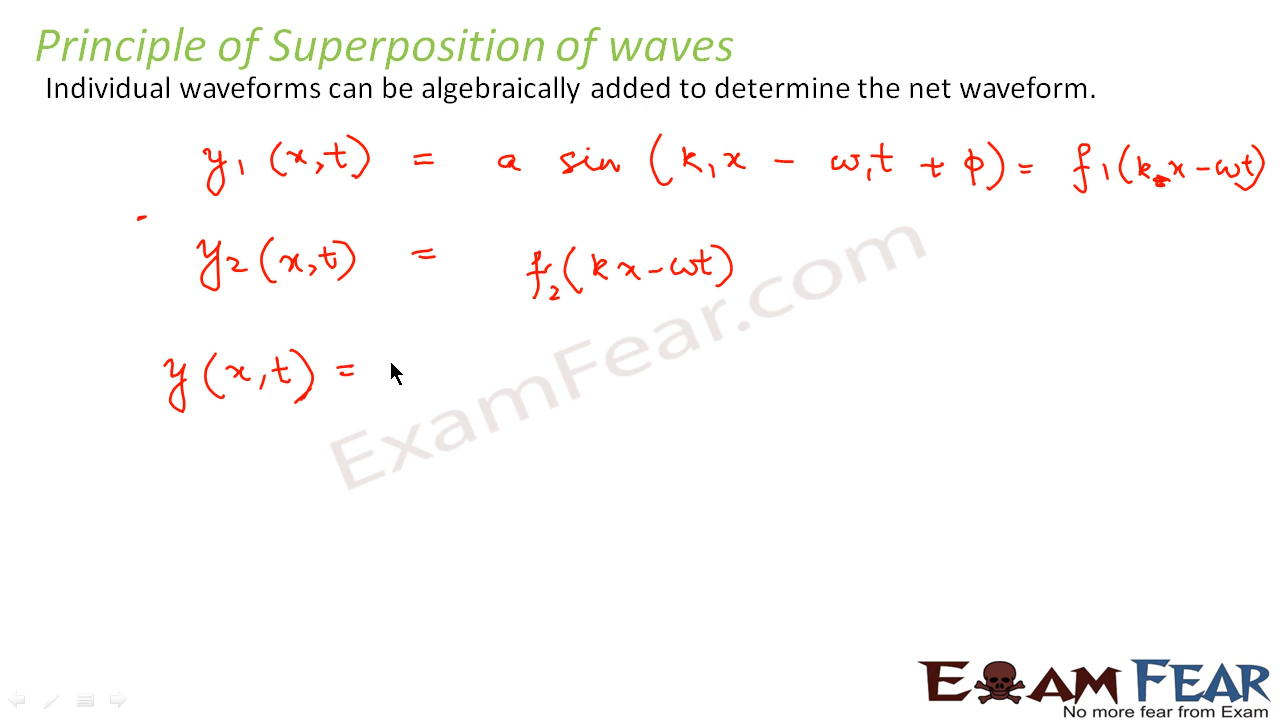 Principle of Superposition of waves
Individual waveforms can be algebraically added to determine the net waveform.
y₁ (x,t) = a sin (k₁x - ω₁t + φ) = f₁(kx-ωt)
y₂(x,t) = f₂(kx-ωt)
y(x,t) =
ExamFear.com
EXAM FEAR
No more fear from Exam